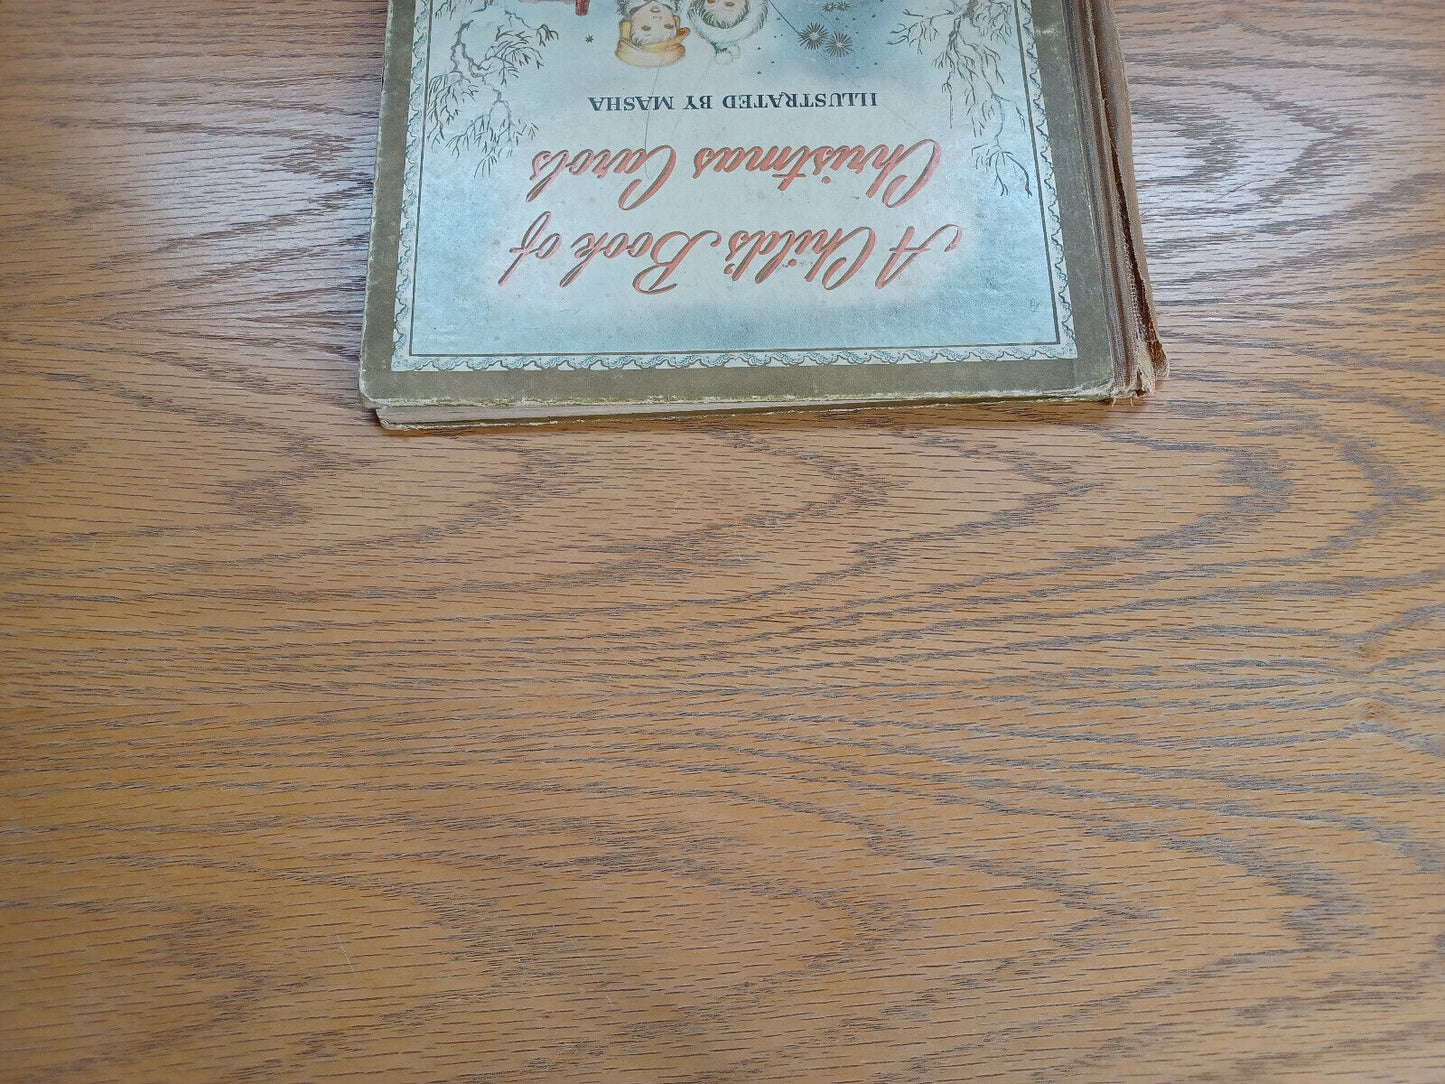 A Child's Book of
Christmas Carols
ILLUSTRATED BY MASHA